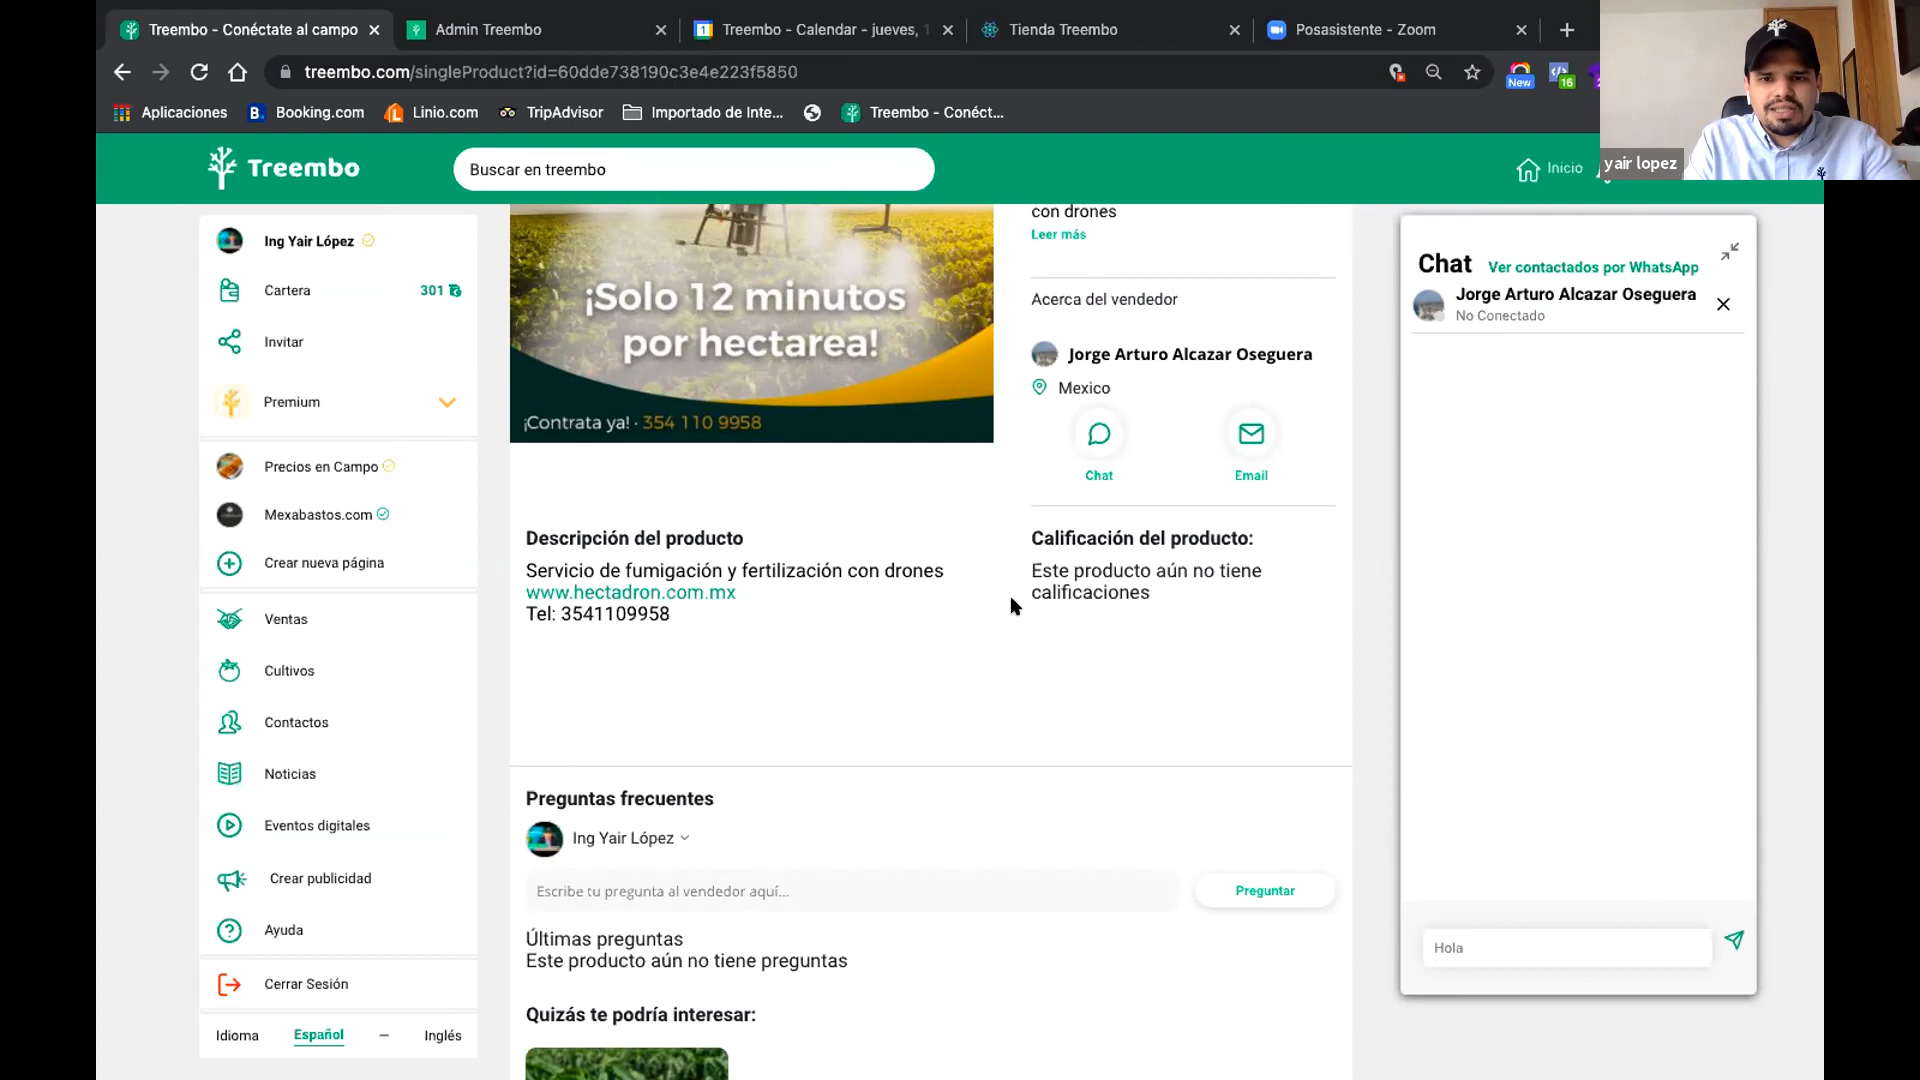 Treembo - Conéctate al campo
Admin Treembo
Treembo - Calendar - jueves, 1
Tienda Treembo
Posasistente - Zoom
treembo.com/singleProduct?id=60dde738190c3e4e223f5850
New
16
Aplicaciones
Booking.com
Linio.com
TripAdvisor
Importado de Inte...
Treembo - Conéct...
yair lopez
Treembo
Buscar en treembo
Inicio
Ing Yair López
Cartera
301
Invitar
Premium
Precios en Campo
Mexabastos.com
Crear nueva página
Ventas
Cultivos
Contactos
Noticias
Eventos digitales
Crear publicidad
Ayuda
Cerrar Sesión
Idioma
Español
–
Inglés
¡Solo 12 minutos
por hectarea!
¡Contrata ya! · 354 110 9958
con drones
Leer más
Acerca del vendedor
Jorge Arturo Alcazar Oseguera
Mexico
Chat
Email
Descripción del producto
Servicio de fumigación y fertilización con drones
www.hectadron.com.mx
Tel: 3541109958
Calificación del producto:
Este producto aún no tiene
calificaciones
Preguntas frecuentes
Ing Yair López
Escribe tu pregunta al vendedor aquí...
Preguntar
Últimas preguntas
Este producto aún no tiene preguntas
Quizás te podría interesar:
Chat
Ver contactados por WhatsApp
Jorge Arturo Alcazar Oseguera
No Conectado
Hola